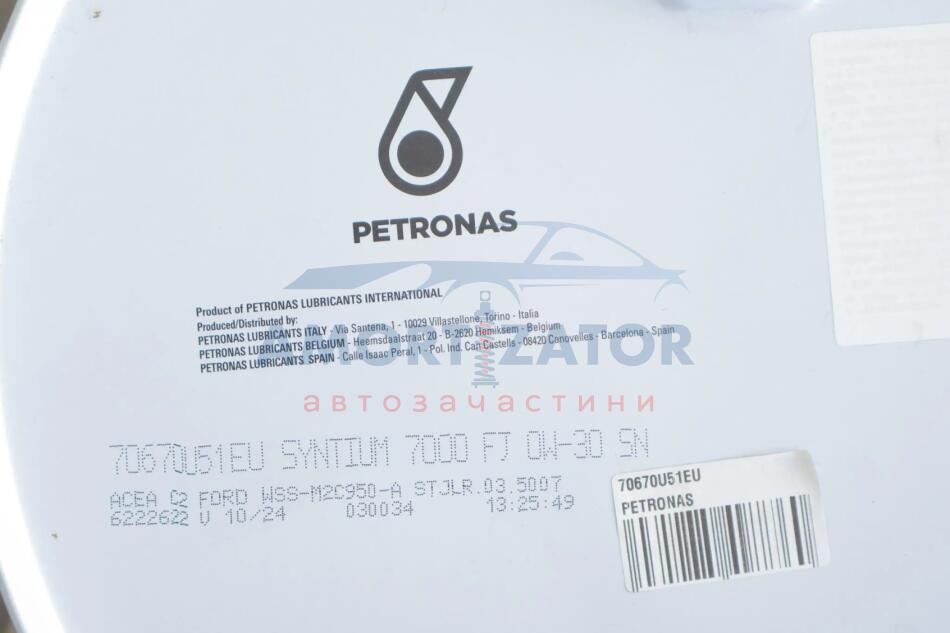 PETRONAS
Product of PETRONAS LUBRICANTS INTERNATIONAL
Produced/Distributed by:
PETRONAS LUBRICANTS ITALY - Via Santena, 1 - 10029 Villastellone, Torino - Italia
PETRONAS LUBRICANTS BELGIUM - Heemsdaalstraat 20 - B-2620 Hemiksem - Belgium
PETRONAS LUBRICANTS SPAIN - Calle Isaac Peral, 1 - Pol. Ind. Can Castells - 08420 Canovelles - Barcelona - Spain
AMORTIZATOR
автозачастини
70670U51EU SYNTIUM 7000 FJ 0W-30 SN
ACEA C2 FORD WSS-M2C950-A STJLR.03.5007
6222622 V 10/24 030034 13:25:49
70670U51EU
PETRONAS